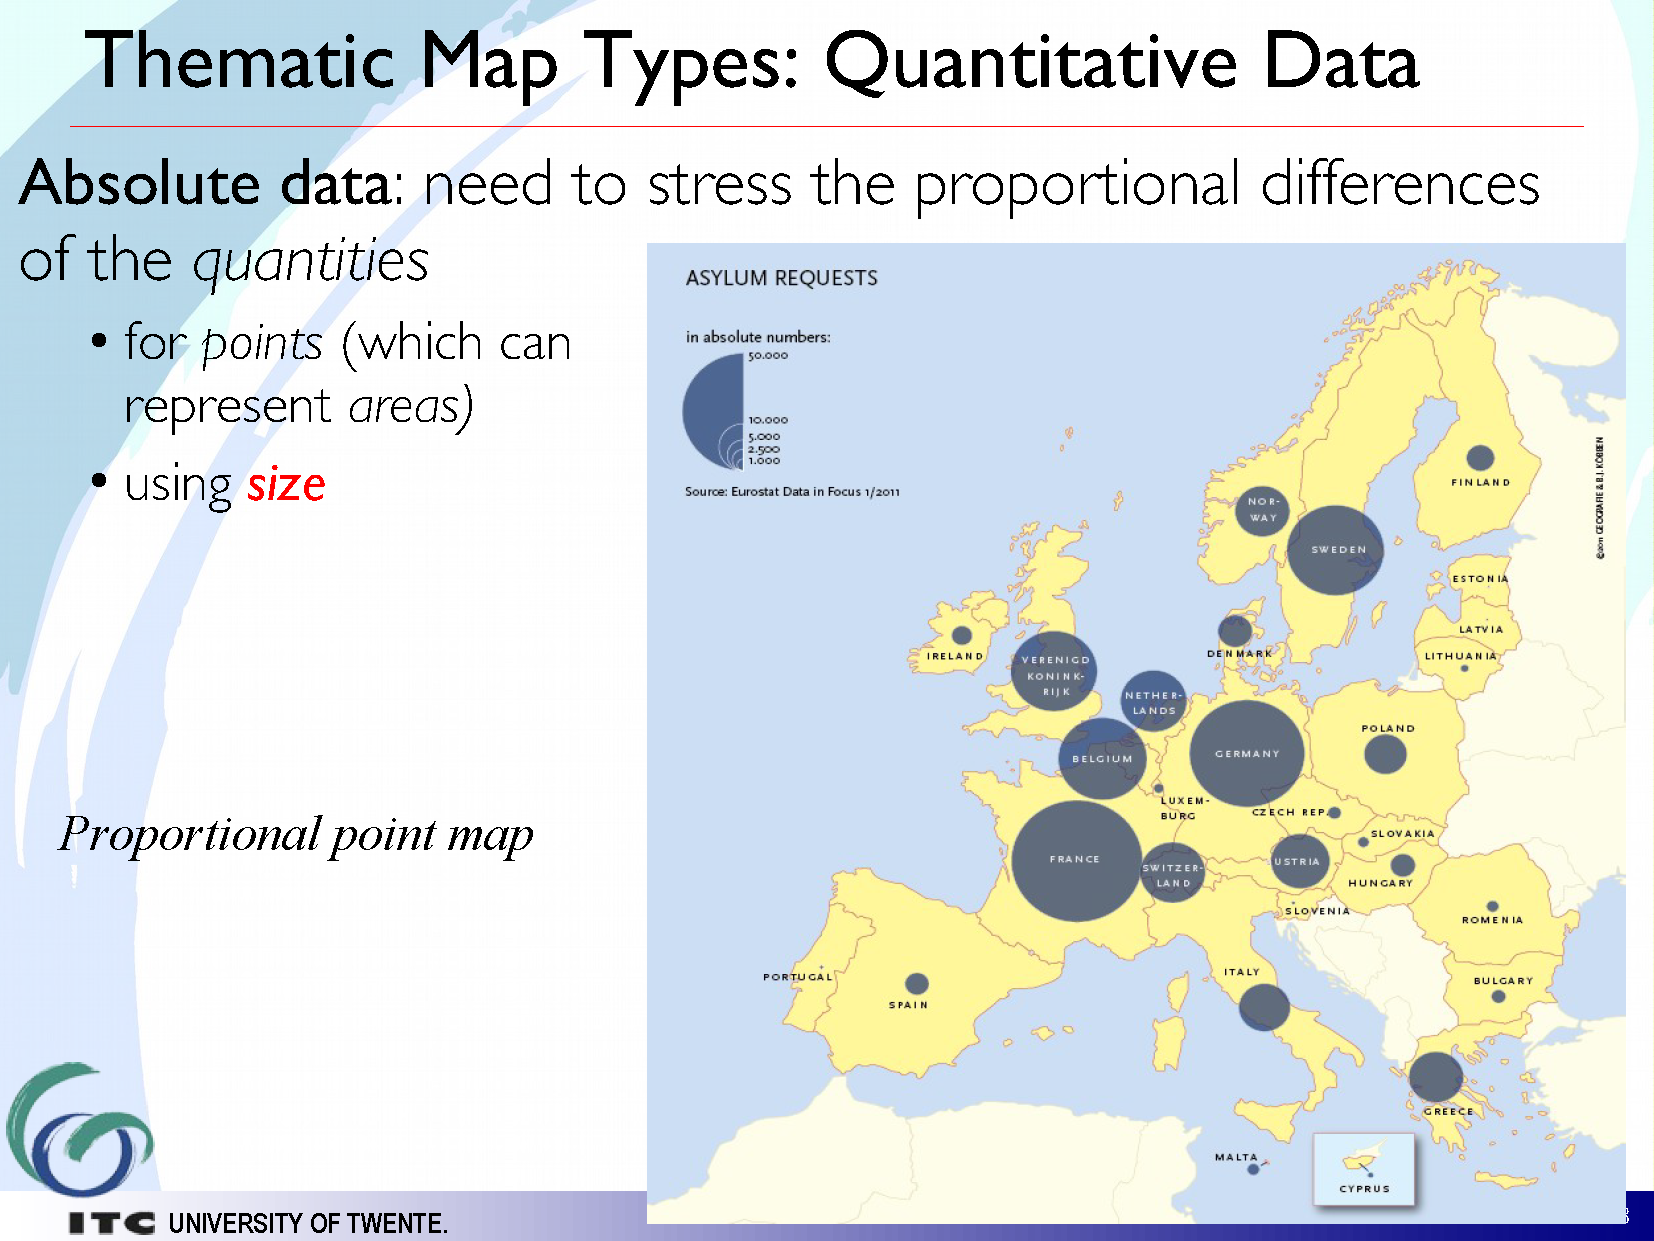 Thematic Map Types: Quantitative Data
Absolute data: need to stress the proportional differences
of the quantities
• for points (which can
represent areas)
• using size
Proportional point map
ASYLUM REQUESTS
in absolute numbers:
50.000
10.000
5.000
2.500
1.000
Source: Eurostat Data in Focus 1/2011
©2011 GEOGRAFIE & B.J. KÖBBEN
FINLAND
NOR-
WAY
SWEDEN
ESTONIA
LATVIA
LITHUANIA
DENMARK
IRELAND
VERENIGD
KONINK-
RIJK
NETHER-
LANDS
POLAND
BELGIUM
GERMANY
LUXEM-
BURG
CZECH REP.
SLOVAKIA
FRANCE
SWITZER-
LAND
USTRIA
HUNGARY
SLOVENIA
ROMENIA
PORTUGAL
SPAIN
ITALY
BULGARY
GREECE
MALTA
CYPRUS
ITC
UNIVERSITY OF TWENTE.